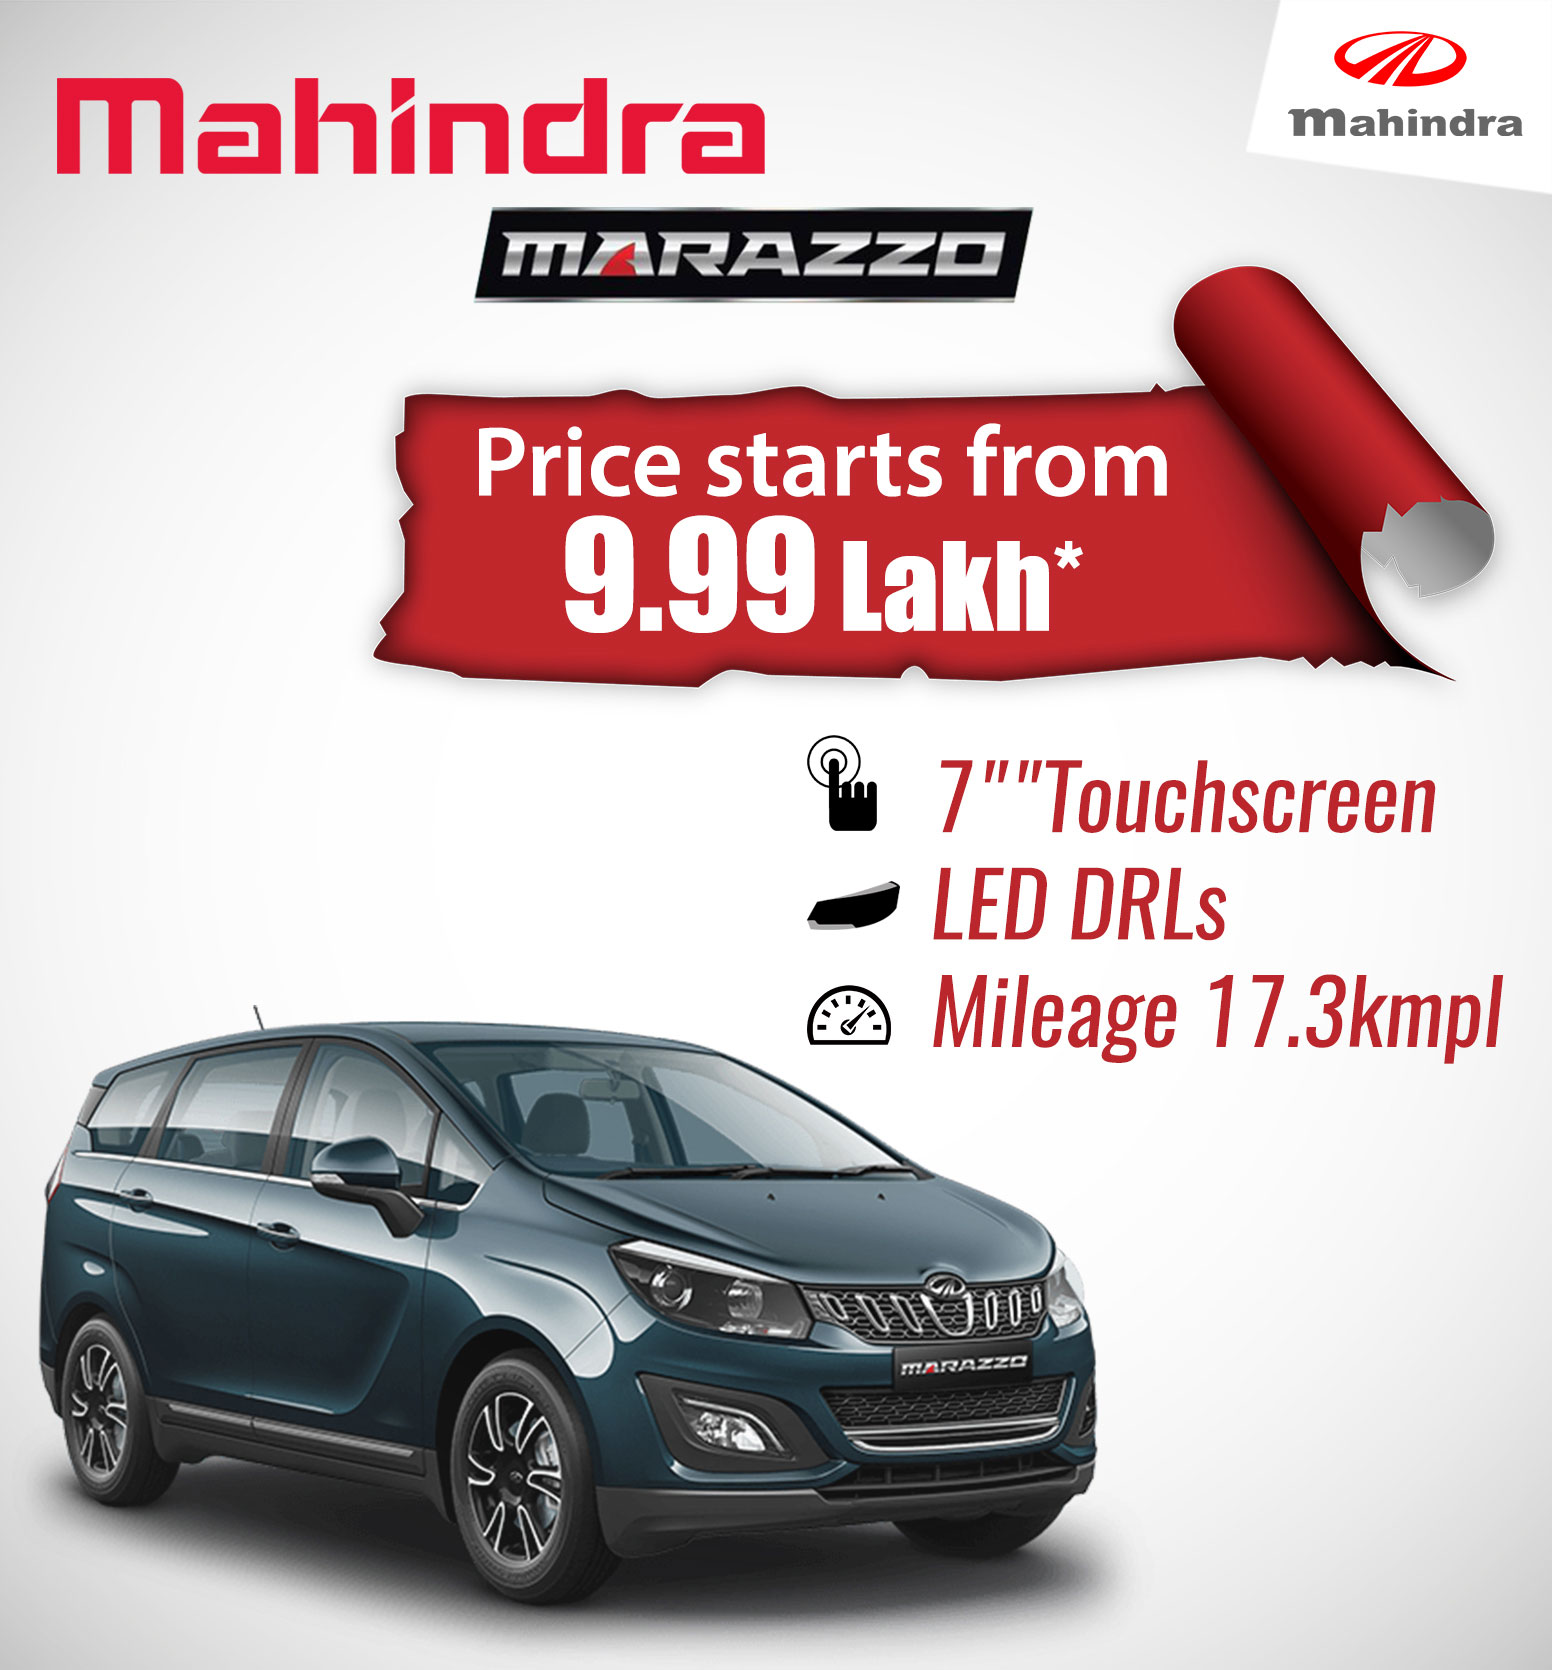 Mahindra
Mahindra
MARAZZO
Price starts from
9.99 Lakh*
7""Touchscreen
LED DRLs
Mileage 17.3kmpl
MARAZZO